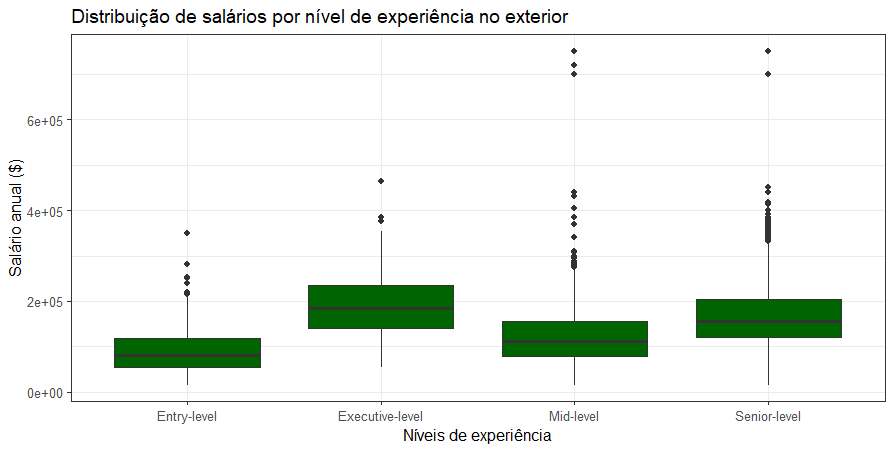 Distribuição de salários por nível de experiência no exterior
Salário anual ($)
6e+05
4e+05
2e+05
0e+00
Entry-level Executive-level Mid-level Senior-level
Níveis de experiência